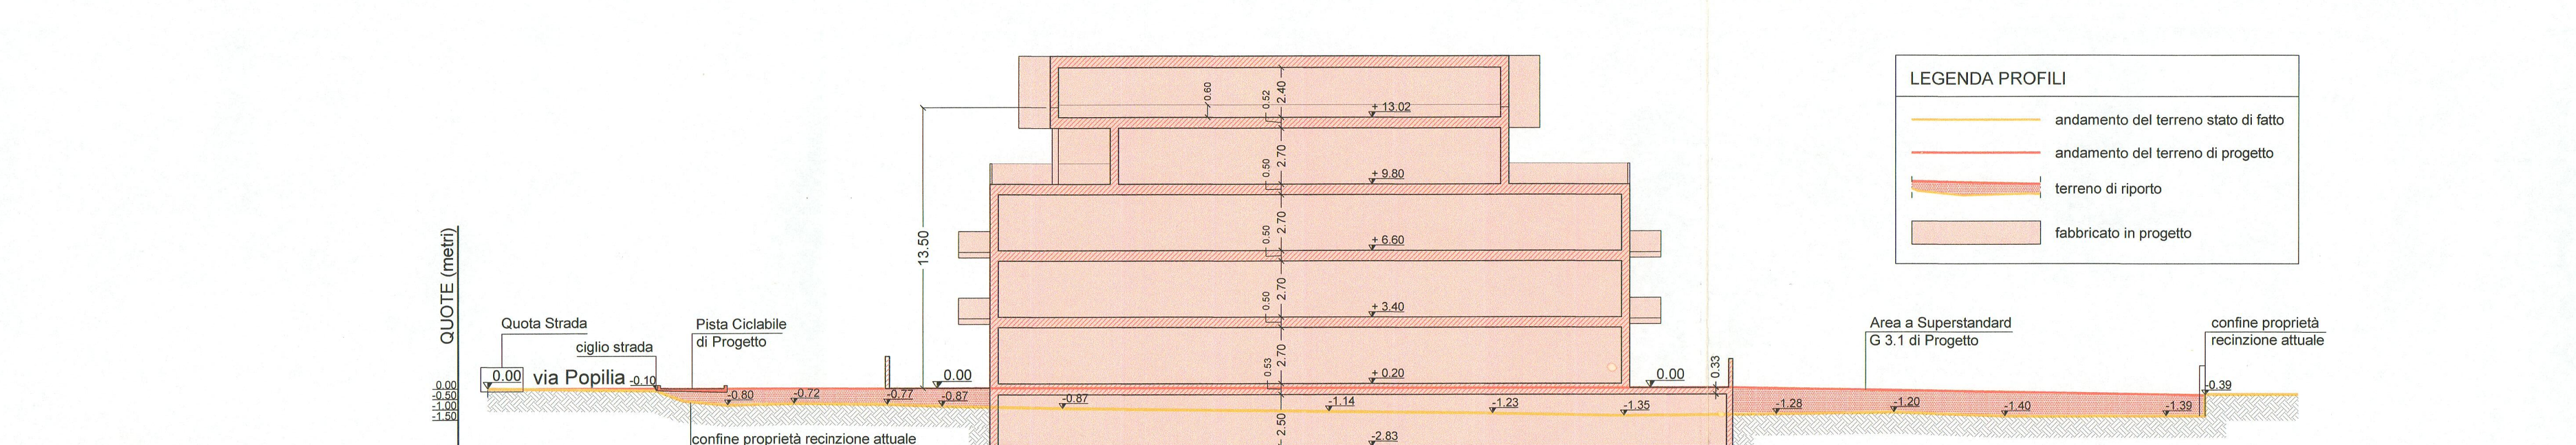 LEGENDA PROFILI
andamento del terreno stato di fatto
andamento del terreno di progetto
terreno di riporto
fabbricato in progetto
0.60
0.52
2.40
+ 13.02
13.50
2.70
0.50
+ 9.80
2.70
0.50
+ 6.60
2.70
0.50
+ 3.40
2.70
0.53
+ 0.20
QUOTE (metri)
Quota Strada
ciglio strada
Pista Ciclabile
di Progetto
0.00
via Popilia
-0.10
0.00
-0.50
-1.00
-1.50
-0.80
-0.72
-0.77
-0.87
0.00
-0.87
-1.14
-1.23
-1.35
0.00
0.33
-1.28
-1.20
-1.40
-1.39
-0.39
Area a Superstandard
G 3.1 di Progetto
confine proprietà
recinzione attuale
confine proprietà recinzione attuale
2.50
-2.83